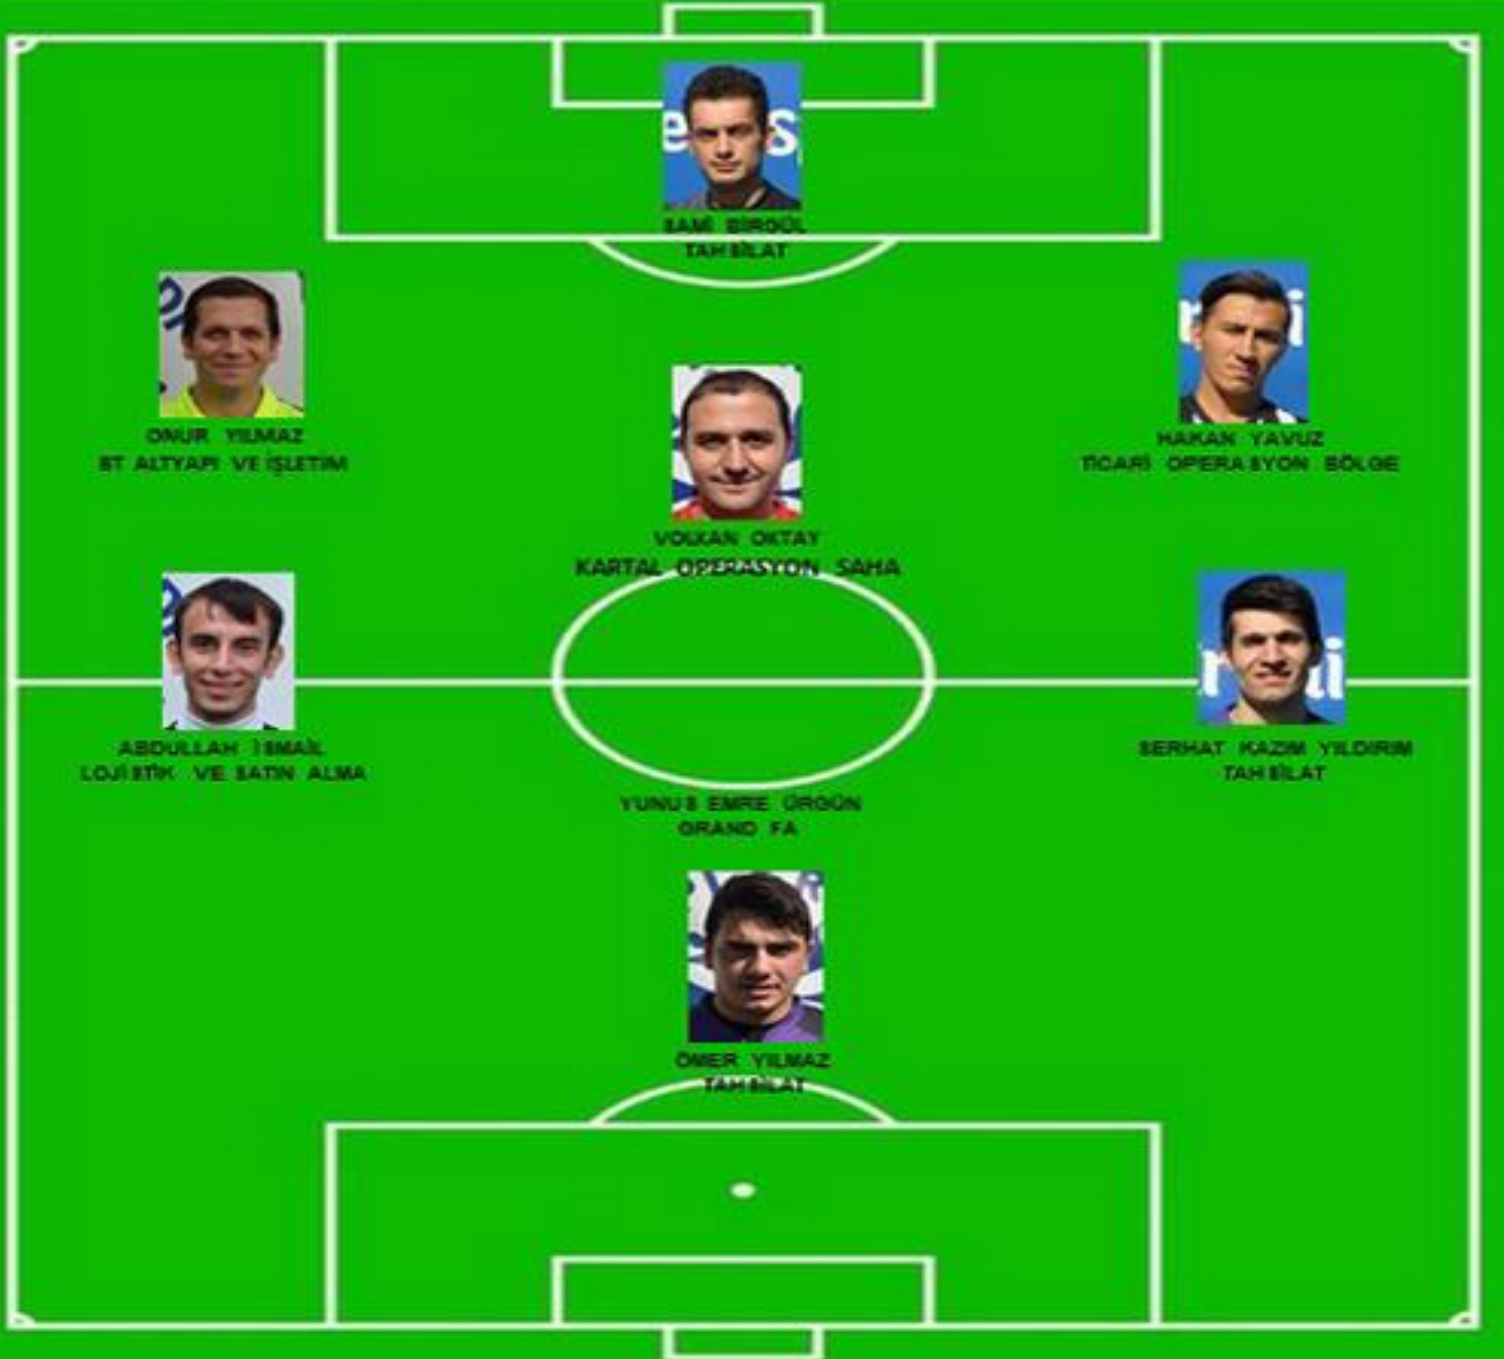 SAMİ BİRGÜL
TAHSİLAT
ONUR YILMAZ
BT ALTYAPI VE İŞLETİM
HAKAN YAVUZ
TİCARİ OPERASYON BÖLGE
VOLKAN OKTAY
KARTAL OPERASYON SAHA
ABDULLAH İSMAİL
LOJİSTİK VE SATIN ALMA
SERHAT KAZIM YILDIRIM
TAHSİLAT
YUNUS EMRE ÜRGÜN
GRAND FA
ÖMER YILMAZ
TAHSİLAT